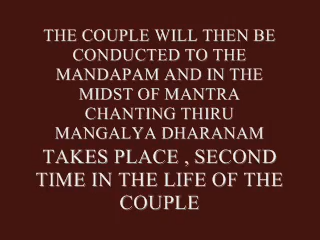 THE COUPLE WILL THEN BE
CONDUCTED TO THE
MANDAPAM AND IN THE
MIDST OF MANTRA
CHANTING THIRU
MANGALYA DHARANAM
TAKES PLACE , SECOND
TIME IN THE LIFE OF THE
COUPLE